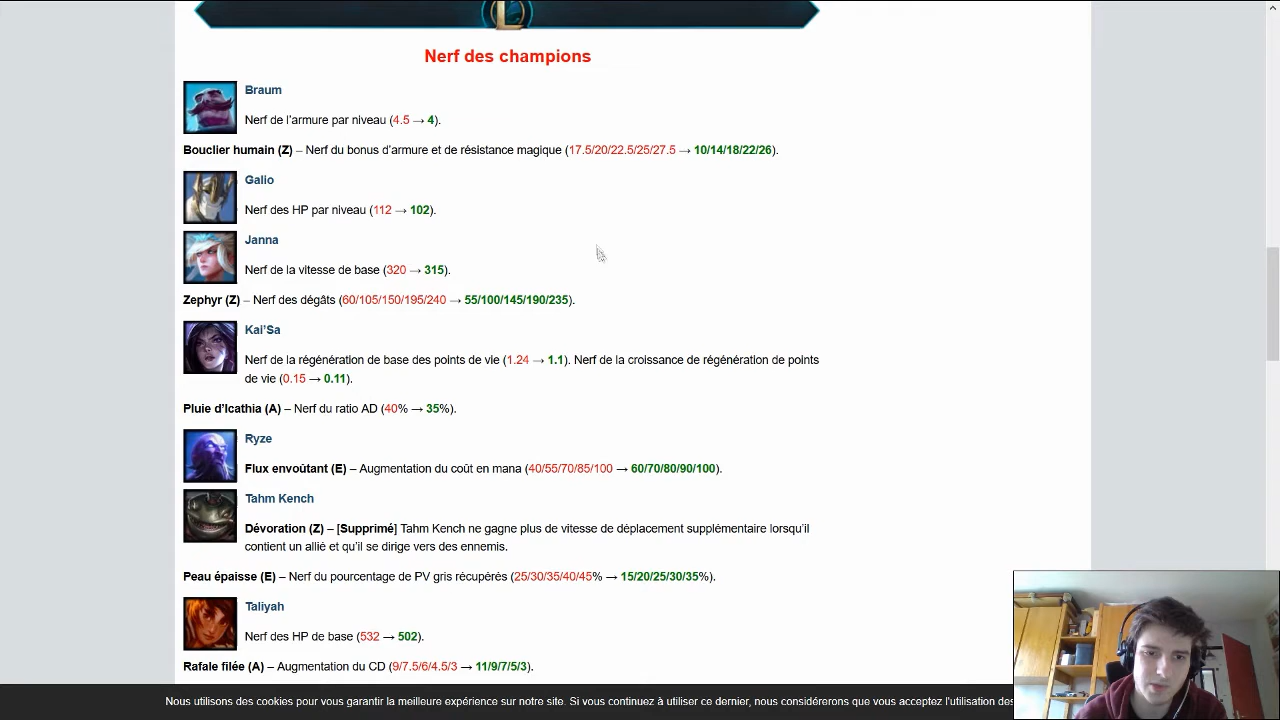 Nerf des champions
Braum
Nerf de l'armure par niveau (4.5 → 4).
Bouclier humain (Z) – Nerf du bonus d'armure et de résistance magique (17.5/20/22.5/25/27.5 → 10/14/18/22/26).
Galio
Nerf des HP par niveau (112 → 102).
Janna
Nerf de la vitesse de base (320 → 315).
Zephyr (Z) – Nerf des dégâts (60/105/150/195/240 → 55/100/145/190/235).
Kai'Sa
Nerf de la régénération de base des points de vie (1.24 → 1.1). Nerf de la croissance de régénération de points
de vie (0.15 → 0.11).
Pluie d'Icathia (A) – Nerf du ratio AD (40% → 35%).
Ryze
Flux envoûtant (E) – Augmentation du coût en mana (40/55/70/85/100 → 60/70/80/90/100).
Tahm Kench
Dévoration (Z) – [Supprimé] Tahm Kench ne gagne plus de vitesse de déplacement supplémentaire lorsqu'il
contient un allié et qu'il se dirige vers des ennemis.
Peau épaisse (E) – Nerf du pourcentage de PV gris récupérés (25/30/35/40/45% → 15/20/25/30/35%).
Taliyah
Nerf des HP de base (532 → 502).
Rafale filée (A) – Augmentation du CD (9/7.5/6/4.5/3 → 11/9/7/5/3).
Nous utilisons des cookies pour vous garantir la meilleure expérience sur notre site. Si vous continuez à utiliser ce dernier, nous considérerons que vous acceptez l'utilisation des